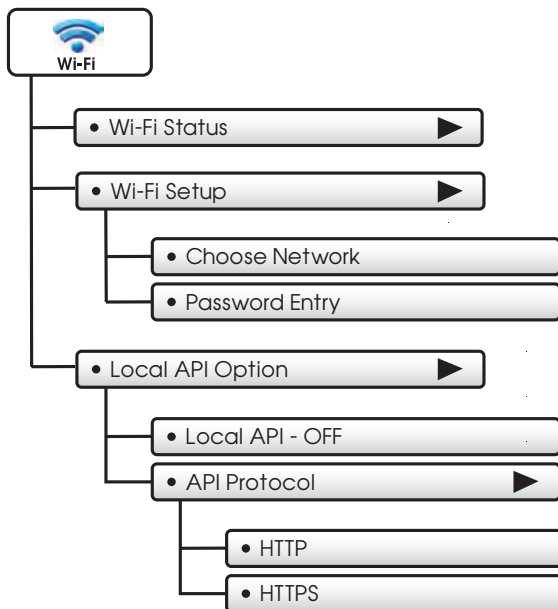 Wi-Fi
• Wi-Fi Status
• Wi-Fi Setup
• Choose Network
• Password Entry
• Local API Option
• Local API - OFF
• API Protocol
• HTTP
• HTTPS